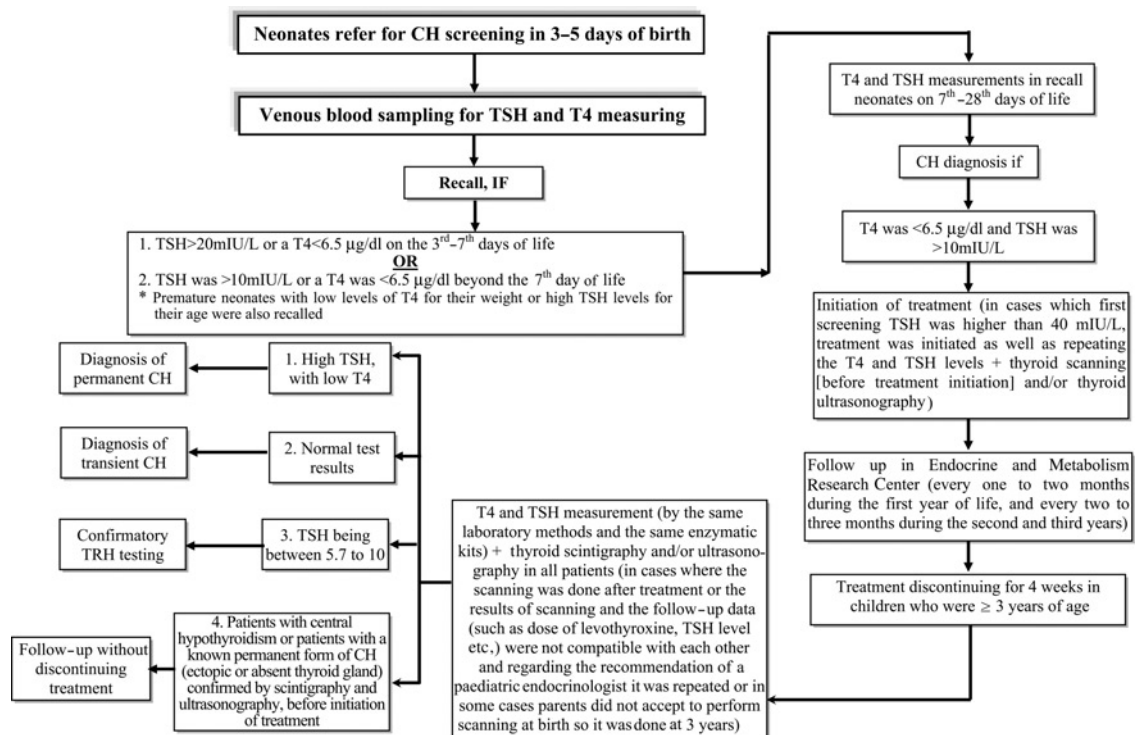 Neonates refer for CH screening in 3–5 days of birth
Venous blood sampling for TSH and T4 measuring
Recall, IF
1. TSH>20mIU/L or a T4<6.5 µg/dl on the 3rd–7th days of life
OR
2. TSH was >10mIU/L or a T4 was <6.5 µg/dl beyond the 7th day of life
* Premature neonates with low levels of T4 for their weight or high TSH levels for
their age were also recalled
T4 and TSH measurements in recall
neonates on 7th–28th days of life
CH diagnosis if
T4 was <6.5 µg/dl and TSH was
>10mIU/L
Initiation of treatment (in cases which first
screening TSH was higher than 40 mIU/L,
treatment was initiated as well as repeating
the T4 and TSH levels + thyroid scanning
[before treatment initiation] and/or thyroid
ultrasonography)
Follow up in Endocrine and Metabolism
Research Center (every one to two months
during the first year of life, and every two to
three months during the second and third years)
Treatment discontinuing for 4 weeks in
children who were ≥ 3 years of age
T4 and TSH measurement (by the same
laboratory methods and the same enzymatic
kits) + thyroid scintigraphy and/or ultrasono-
graphy in all patients (in cases where the
scanning was done after treatment or the
results of scanning and the follow-up data
(such as dose of levothyroxine, TSH level
etc,) were not compatible with each other
and regarding the recommendation of a
paediatric endocrinologist it was repeated or in
some cases parents did not accept to perform
scanning at birth so it was done at 3 years)
1. High TSH,
with low T4
Diagnosis of
permanent CH
2. Normal test
results
Diagnosis of
transient CH
3. TSH being
between 5.7 to 10
Confirmatory
TRH testing
4. Patients with central
hypothyroidism or patients with a
known permanent form of CH
(ectopic or absent thyroid gland)
confirmed by scintigraphy and
ultrasonography, before initiation
of treatment
Follow-up without
discontinuing
treatment